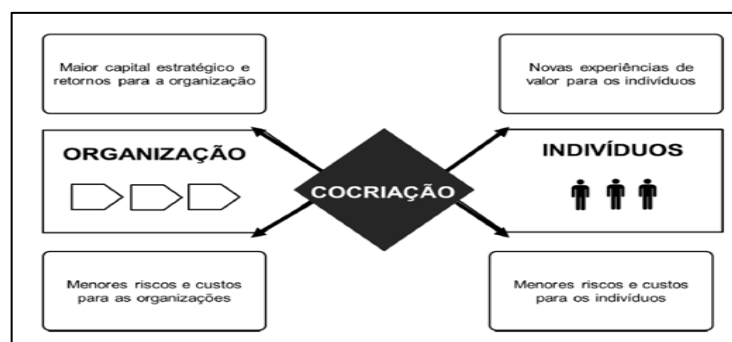 Maior capital estratégico e
retornos para a organização
Novas experiências de
valor para os indivíduos
ORGANIZAÇÃO
INDIVÍDUOS
COCRIAÇÃO
Menores riscos e custos
para as organizações
Menores riscos e custos
para os indivíduos